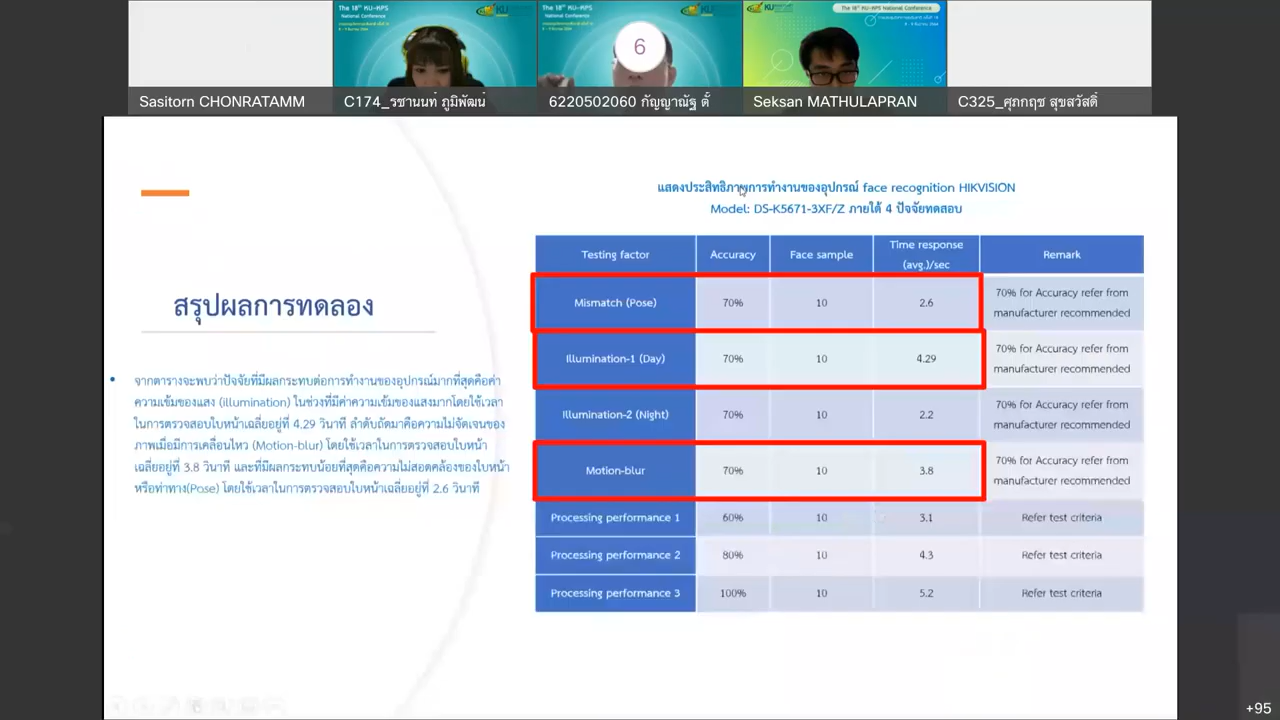 The 18th KU-KPS
National Conference
The 18th KU-KPS
National Conference
6
The 18th KU-KPS National Conference
Sasitorn CHONRATAMM
C174_รชานนท์ ภูมิพัฒน์
6220502060 กัญญาณัฐ ตั้
Seksan MATHULAPRAN
C325_ศุภกฤช สุขสวัสดิ์
แสดงประสิทธิภาพการทำงานของอุปกรณ์ face recognition HIKVISION
Model: DS-K5671-3XF/Z ภายใต้ 4 ปัจจัยทดสอบ
สรุปผลการทดลอง
• จากตารางจะพบว่าปัจจัยที่มีผลกระทบต่อการทำงานของอุปกรณ์มากที่สุดคือค่า
ความเข้มของแสง (illumination) ในช่วงที่มีค่าความเข้มของแสงมากโดยใช้เวลา
ในการตรวจสอบใบหน้าเฉลี่ยอยู่ที่ 4.29 วินาที ลำดับถัดมาคือความไม่ชัดเจนของ
ภาพเมื่อมีการเคลื่อนไหว (Motion-blur) โดยใช้เวลาในการตรวจสอบใบหน้า
เฉลี่ยอยู่ที่ 3.8 วินาที และที่มีผลกระทบน้อยที่สุดคือความไม่สอดคล้องของใบหน้า
หรือท่าทาง(Pose) โดยใช้เวลาในการตรวจสอบใบหน้าเฉลี่ยอยู่ที่ 2.6 วินาที
Testing factor Accuracy Face sample Time response (avg.)/sec Remark
Mismatch (Pose) 70% 10 2.6 70% for Accuracy refer from manufacturer recommended
Illumination-1 (Day) 70% 10 4.29 70% for Accuracy refer from manufacturer recommended
Illumination-2 (Night) 70% 10 2.2 70% for Accuracy refer from manufacturer recommended
Motion-blur 70% 10 3.8 70% for Accuracy refer from manufacturer recommended
Processing performance 1 60% 10 3.1 Refer test criteria
Processing performance 2 80% 10 4.3 Refer test criteria
Processing performance 3 100% 10 5.2 Refer test criteria
+95